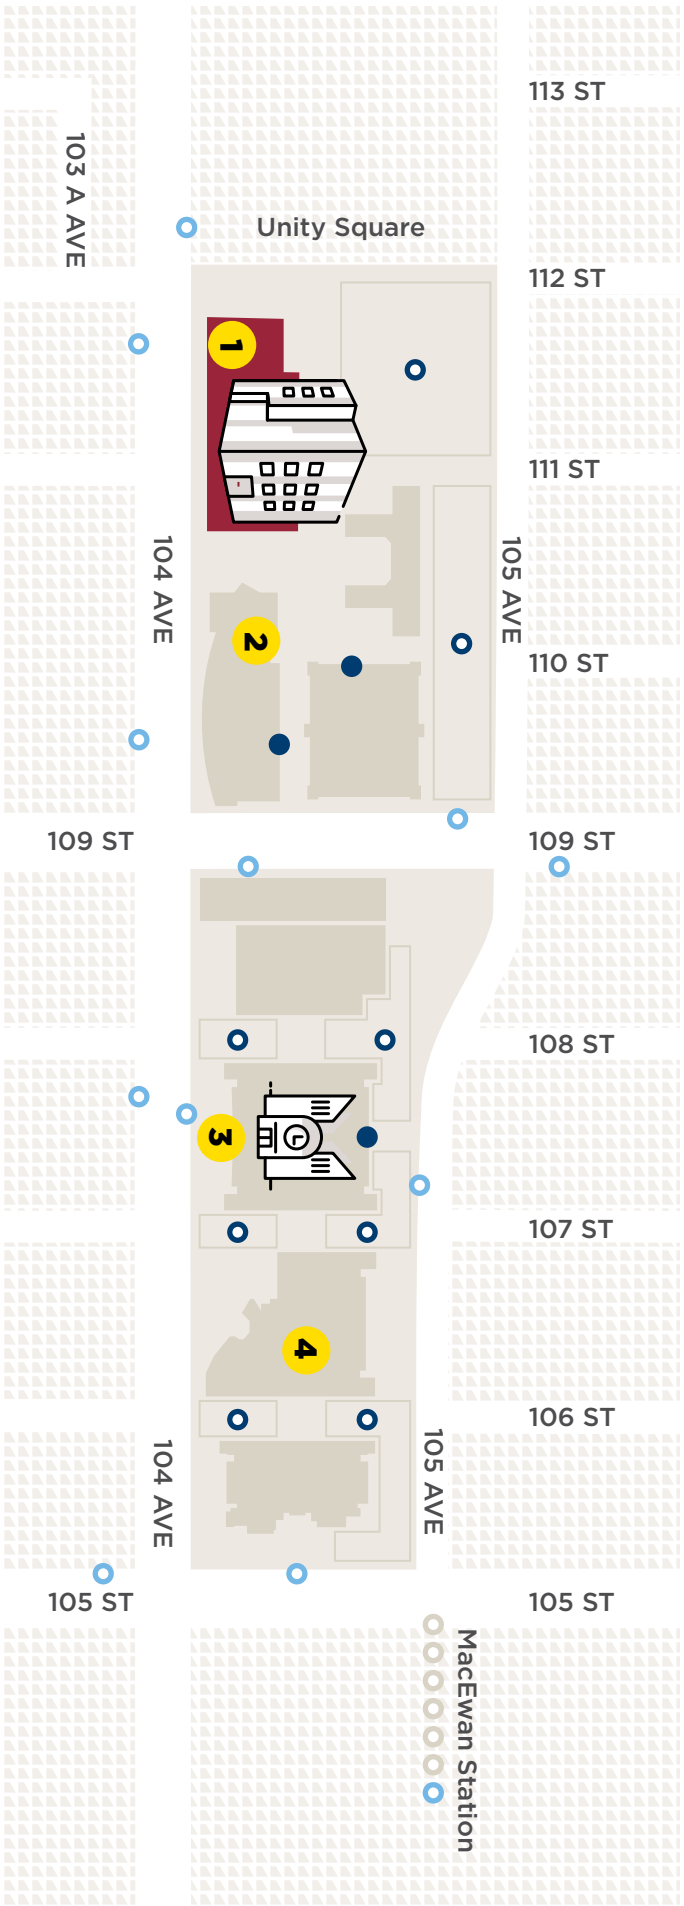 113 ST
103 A AVE
Unity Square
112 ST
1
111 ST
104 AVE
105 AVE
2
110 ST
109 ST
109 ST
108 ST
3
107 ST
4
106 ST
104 AVE
105 AVE
105 ST
105 ST
MacEwan Station